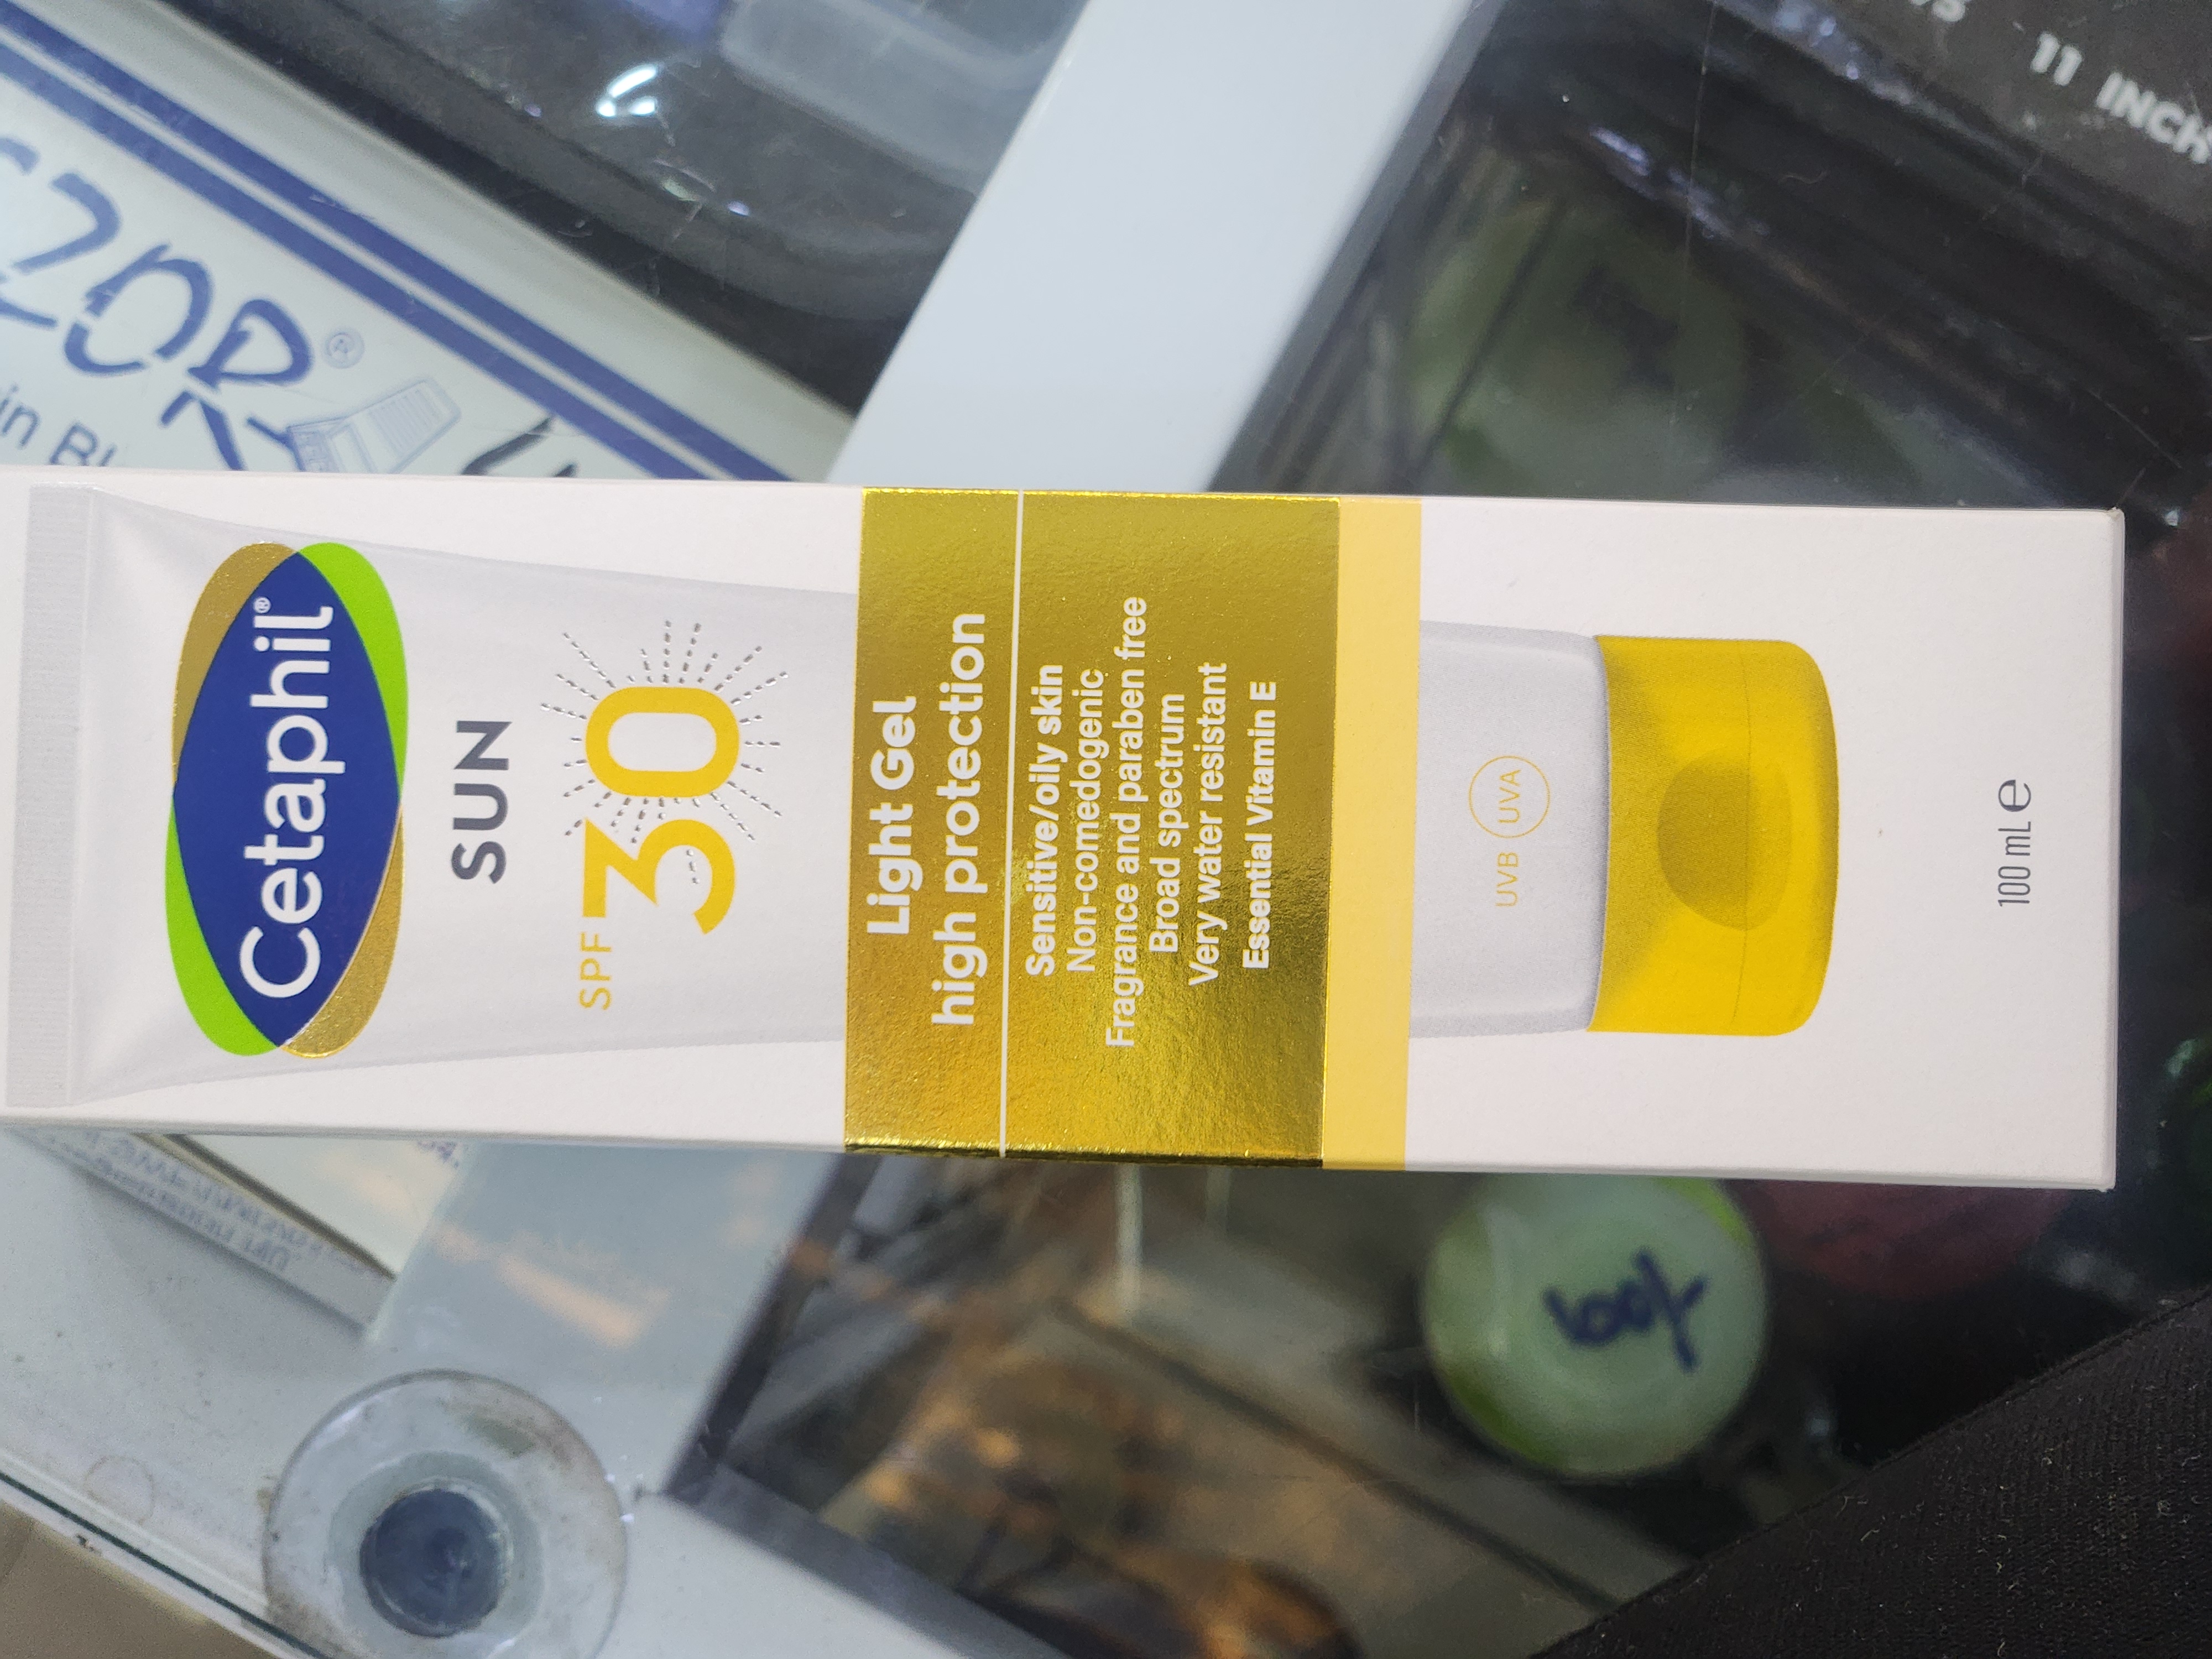 Cetaphil®
SUN
SPF 30
Light Gel
high protection
Sensitive/oily skin
Non-comedogenic
Fragrance and paraben free
Broad spectrum
Very water resistant
Essential Vitamin E
UVB UVA
100 mL e
11 INCH